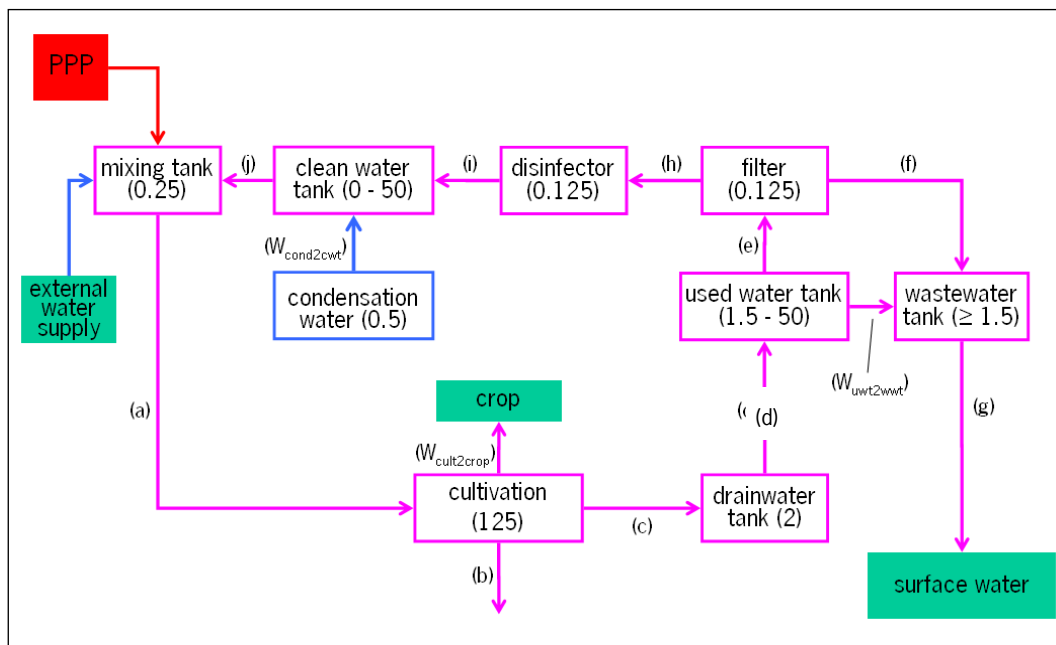 PPP
mixing tank
(0.25)
(j)
clean water
tank (0 - 50)
(i)
disinfector
(0.125)
(h)
filter
(0.125)
(f)
(W_cond2cwt)
(e)
external
water
supply
condensation
water (0.5)
used water tank
(1.5 - 50)
wastewater
tank (≥ 1.5)
(W_uwt2wwt)
(a)
crop
(d)
(g)
(W_cult2crop)
cultivation
(125)
(c)
drainwater
tank (2)
(b)
surface water